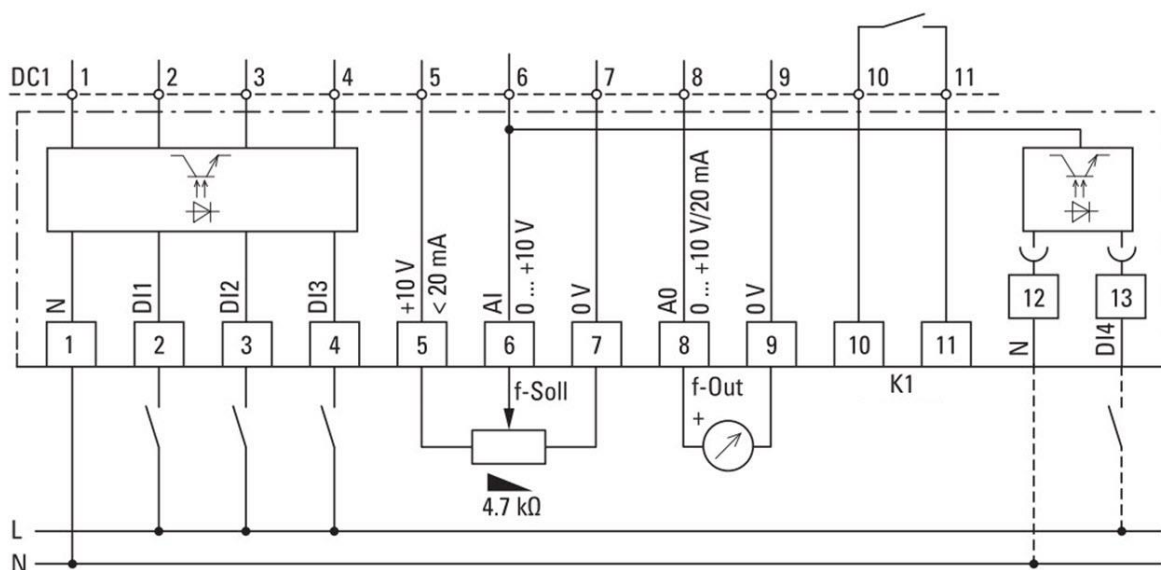 DC1 1 2 3 4 5 6 7 8 9 10 11
N
DI1
DI2
DI3
+10 V
< 20 mA
AI
0 ... +10 V
0 V
A0
0 ... +10 V/20 mA
0 V
1 2 3 4 5 6 7 8 9 10 11
12 13
N
DI4
K1
f-Soll
f-Out
+
4.7 kΩ
L
N